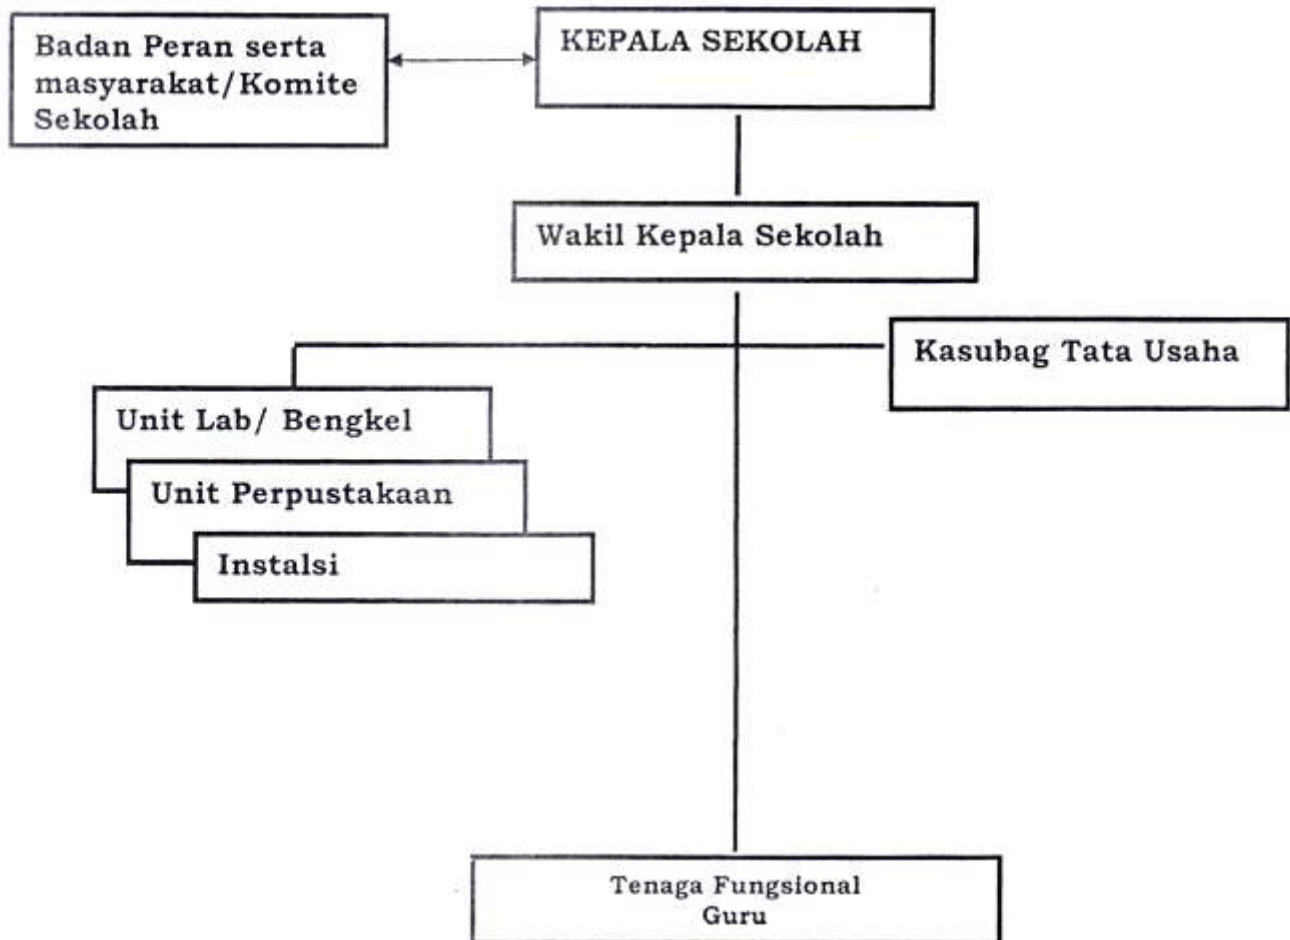 Badan Peran serta
masyarakat/Komite
Sekolah
KEPALA SEKOLAH
Wakil Kepala Sekolah
Kasubag Tata Usaha
Unit Lab/ Bengkel
Unit Perpustakaan
Instalsi
Tenaga Fungsional
Guru